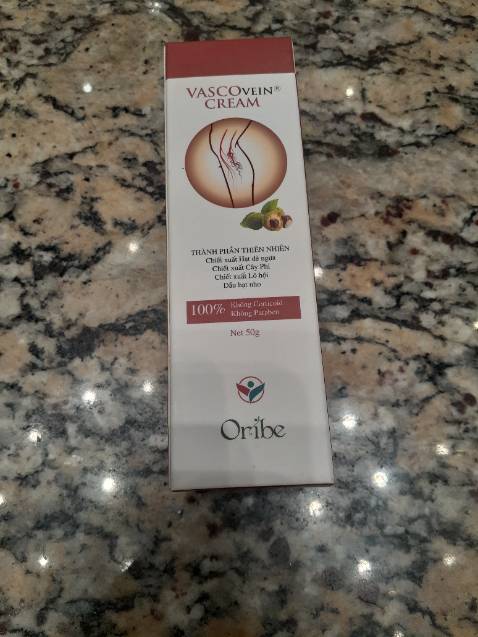 VASCOVEIN®
CREAM
THÀNH PHẦN THIÊN NHIÊN
Chiết xuất Hạt dẻ ngựa
Chiết xuất Cây Phỉ
Chiết xuất Lô hội
Dầu hạt nho
100% Không Corticoid
Không Paraben
Net 50g
Oribe